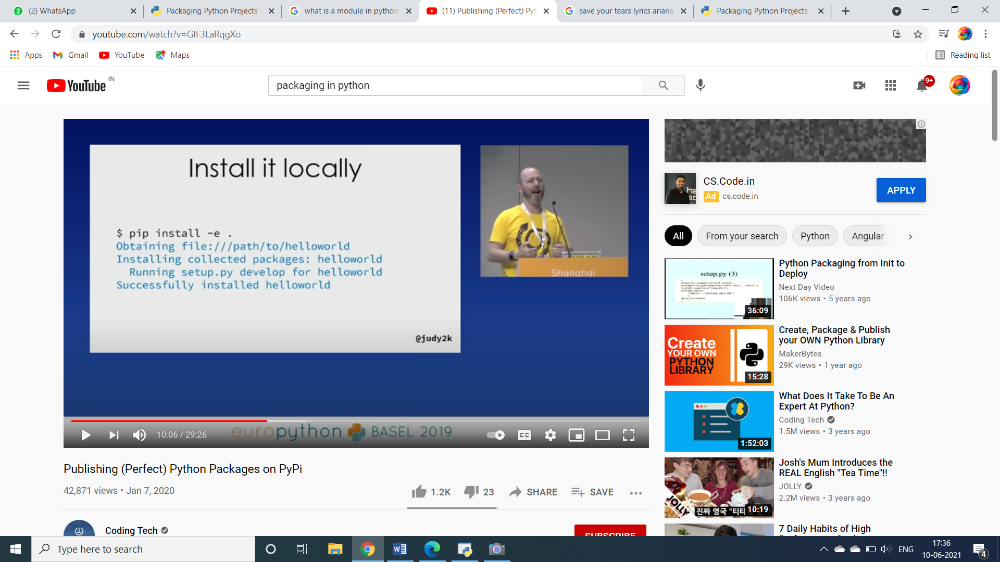 (2) WhatsApp
Packaging Python Projects -
what is a module in python
(11) Publishing (Perfect) Pyt
save your tears lyrics ariana
Packaging Python Projects -
youtube.com/watch?v=GIF3LaRqgXo
Apps
Gmail
YouTube
Maps
Reading list
YouTube IN
packaging in python
9+
Install it locally
$ pip install -e .
Obtaining file:///path/to/helloworld
Installing collected packages: helloworld
Running setup.py develop for helloworld
Successfully installed helloworld
@judy2k
Shanghai
europython BASEL 2019
10:06 / 29:26
CC
Publishing (Perfect) Python Packages on PyPi
42,871 views • Jan 7, 2020
1.2K
23
SHARE
SAVE
Coding Tech
SUBSCRIBE
CS.Code.in
Ad cs.code.in
APPLY
All
From your search
Python
Angular
setup.py (3)
36:09
Python Packaging from Init to
Deploy
Next Day Video
106K views • 5 years ago
Create
YOUR OWN
PYTHON
LIBRARY
15:28
Create, Package & Publish
your OWN Python Library
MakerBytes
29K views • 1 year ago
1:52:03
What Does It Take To Be An
Expert At Python?
Coding Tech
1.5M views • 3 years ago
JOLLY
진짜 영국 "티타
10:19
Josh's Mum Introduces the
REAL English "Tea Time"!!
JOLLY
2.2M views • 3 years ago
7 Daily Habits of High
Type here to search
ENG
17:36
10-06-2021
4